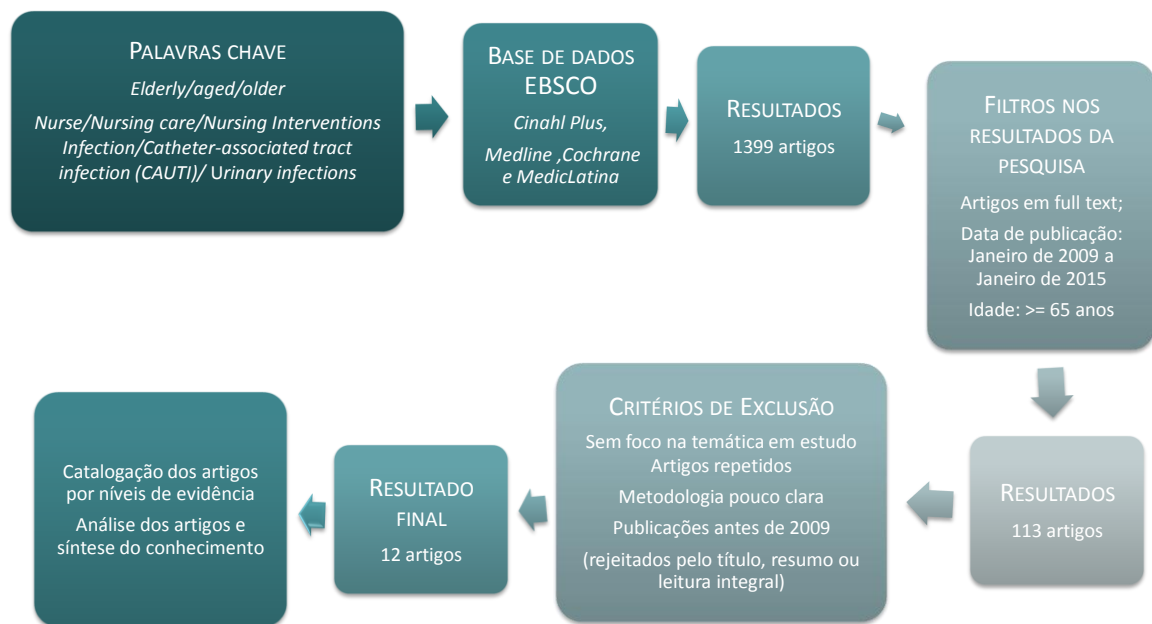 PALAVRAS CHAVE
Elderly/aged/older
Nurse/Nursing care/Nursing Interventions
Infection/Catheter-associated tract
infection (CAUTI)/ Urinary infections
BASE DE DADOS
EBSCO
Cinahl Plus,
Medline ,Cochrane
e MedicLatina
RESULTADOS
1399 artigos
FILTROS NOS
RESULTADOS DA
PESQUISA
Artigos em full text;
Data de publicação:
Janeiro de 2009 a
Janeiro de 2015
Idade: >= 65 anos
RESULTADOS
113 artigos
CRITÉRIOS DE EXCLUSÃO
Sem foco na temática em estudo
Artigos repetidos
Metodologia pouco clara
Publicações antes de 2009
(rejeitados pelo título, resumo ou
leitura integral)
RESULTADO
FINAL
12 artigos
Catalogação dos artigos
por níveis de evidência
Análise dos artigos e
síntese do conhecimento